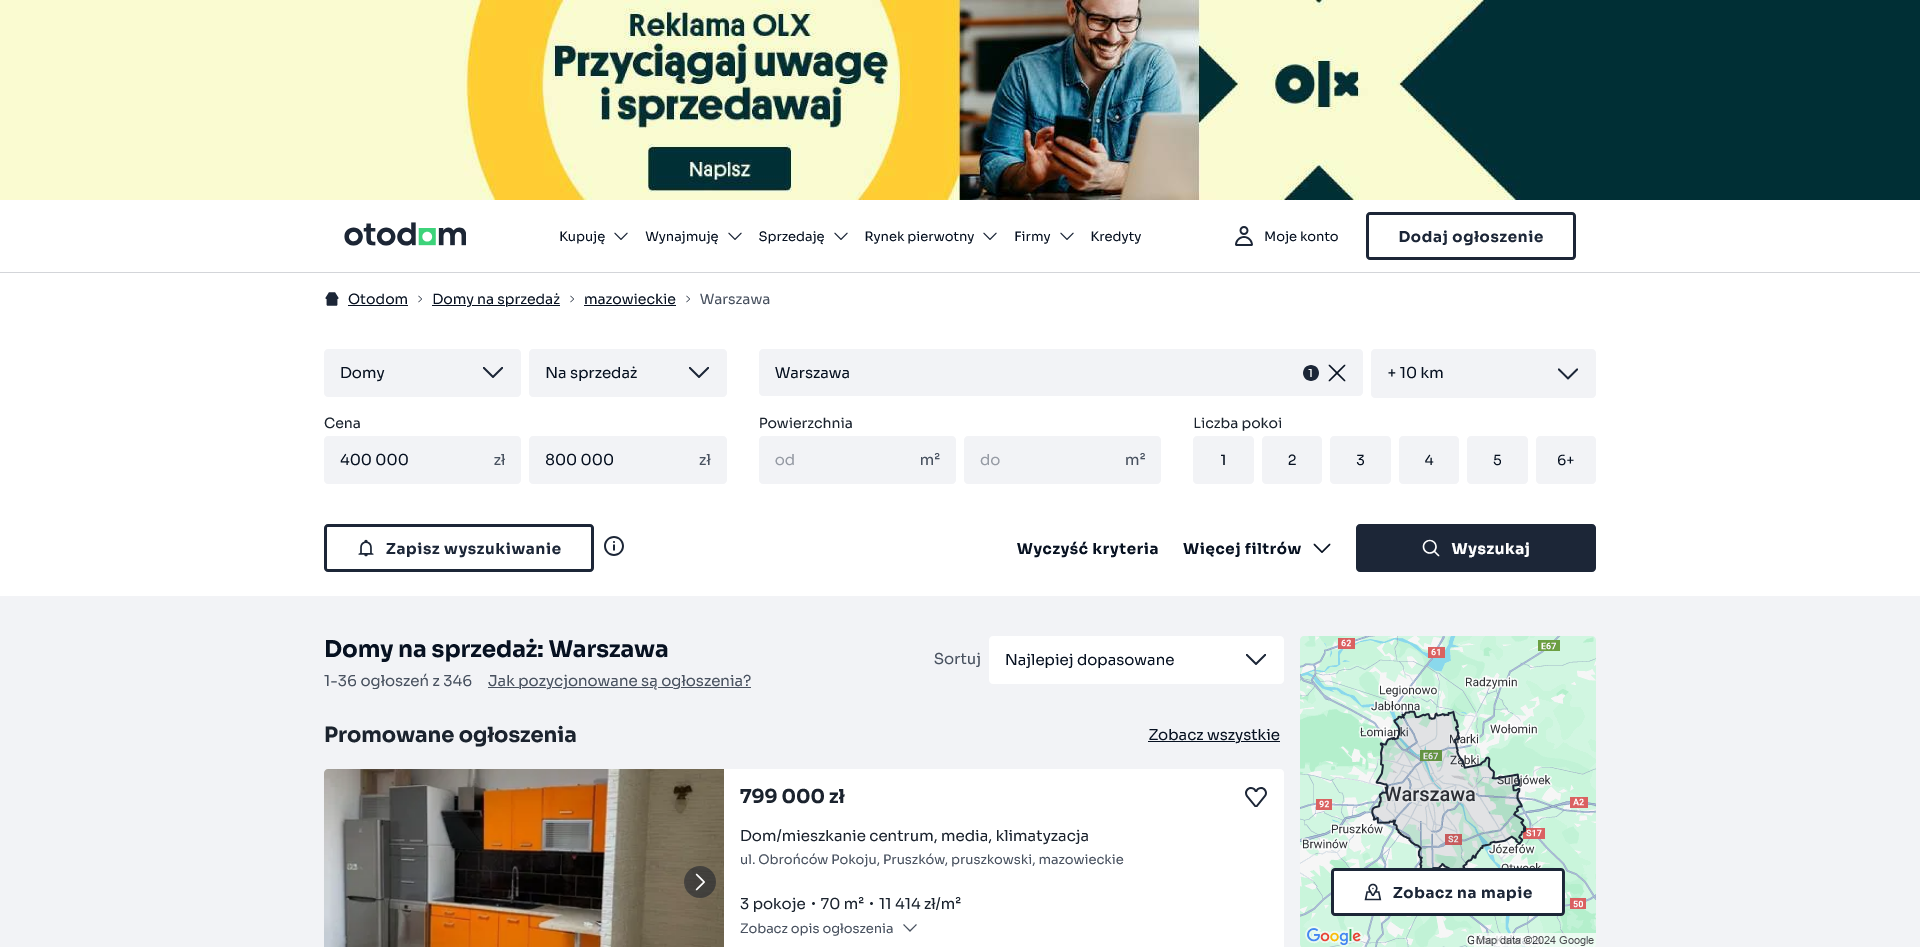 Reklama OLX
Przyciągaj uwagę
i sprzedawaj
Napisz
olx
otodom
Kupuję
Wynajmuję
Sprzedaję
Rynek pierwotny
Firmy
Kredyty
Moje konto
Dodaj ogłoszenie
Otodom > Domy na sprzedaż > mazowieckie > Warszawa
Domy
Na sprzedaż
Warszawa
1
+ 10 km
Cena
Powierzchnia
Liczba pokoi
400 000 zł
800 000 zł
od m²
do m²
1
2
3
4
5
6+
Zapisz wyszukiwanie
Wyczyść kryteria
Więcej filtrów
Wyszukaj
Domy na sprzedaż: Warszawa
1-36 ogłoszeń z 346
Jak pozycjonowane są ogłoszenia?
Sortuj
Najlepiej dopasowane
Promowane ogłoszenia
Zobacz wszystkie
799 000 zł
Dom/mieszkanie centrum, media, klimatyzacja
ul. Obrońców Pokoju, Pruszków, pruszkowski, mazowieckie
3 pokoje • 70 m² • 11 414 zł/m²
Zobacz opis ogłoszenia
62
61
E67
Radzymin
Legionowo
Jabłonna
Łomianki
Marki
Wołomin
E67
Ząbki
Sulejówek
Warszawa
92
A2
Pruszków
S2
S17
Brwinów
Józefów
Otwock
Zobacz na mapie
50
Google
Map data ©2024 Google